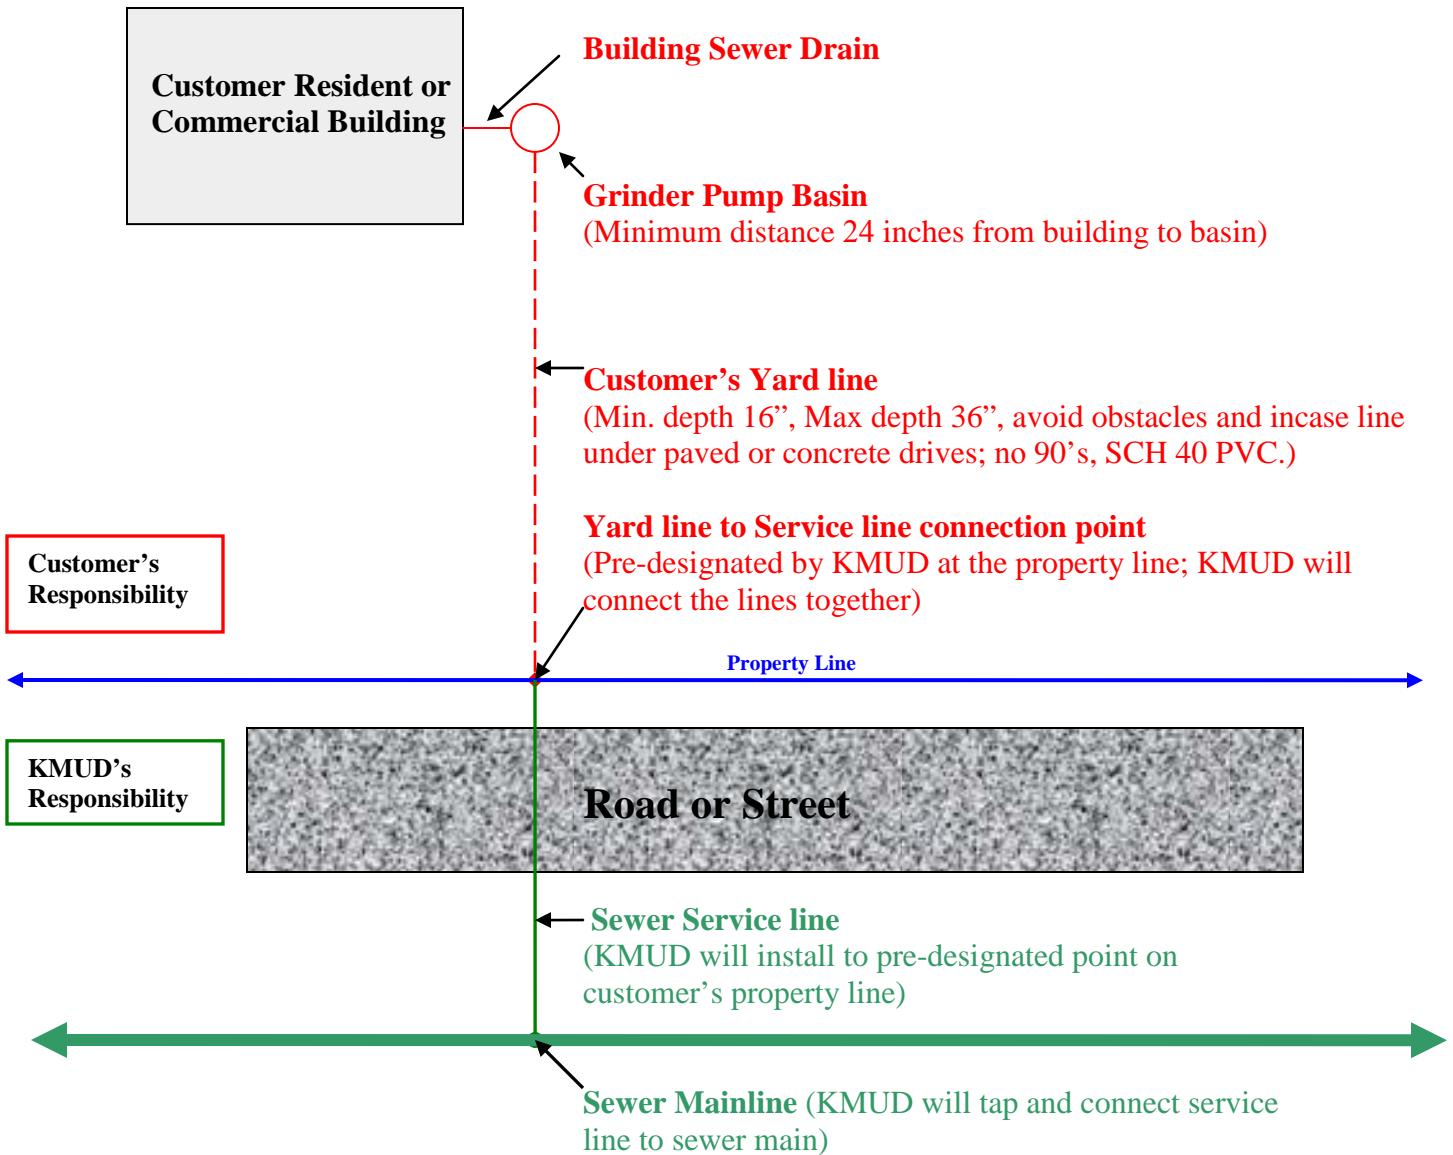 Building Sewer Drain
Customer Resident or
Commercial Building
Grinder Pump Basin
(Minimum distance 24 inches from building to basin)
Customer’s Yard line
(Min. depth 16”, Max depth 36”, avoid obstacles and incase line
under paved or concrete drives; no 90’s, SCH 40 PVC.)
Yard line to Service line connection point
(Pre-designated by KMUD at the property line; KMUD will
connect the lines together)
Customer’s
Responsibility
Property Line
KMUD’s
Responsibility
Road or Street
Sewer Service line
(KMUD will install to pre-designated point on
customer’s property line)
Sewer Mainline (KMUD will tap and connect service
line to sewer main)